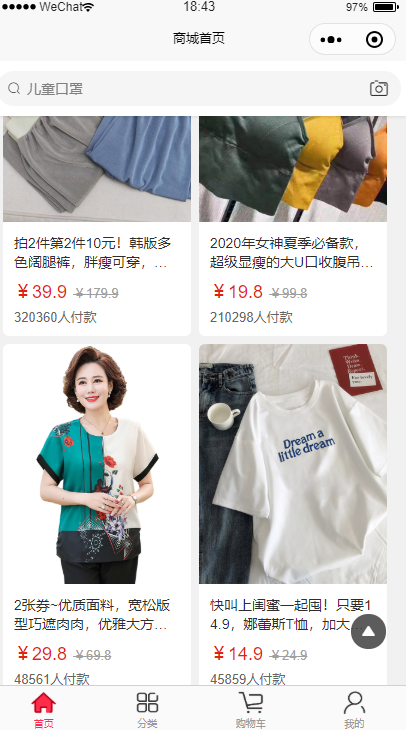 WeChat
18:43
97%
商城首页
儿童口罩
拍2件第2件10元！韩版多
色阔腿裤，胖瘦可穿，...
¥39.9 ¥179.9
320360人付款
2020年女神夏季必备款，
超级显瘦的大U口收腹吊...
¥19.8 ¥99.8
210298人付款
Think
Dream a
little dream
2张券~优质面料，宽松版
型巧遮肉肉，优雅大方...
¥29.8 ¥69.8
48561人付款
快叫上闺蜜一起囤！只要1
4.9，娜蕾斯T恤，加大...
¥14.9 ¥24.9
45859人付款
首页
分类
购物车
我的